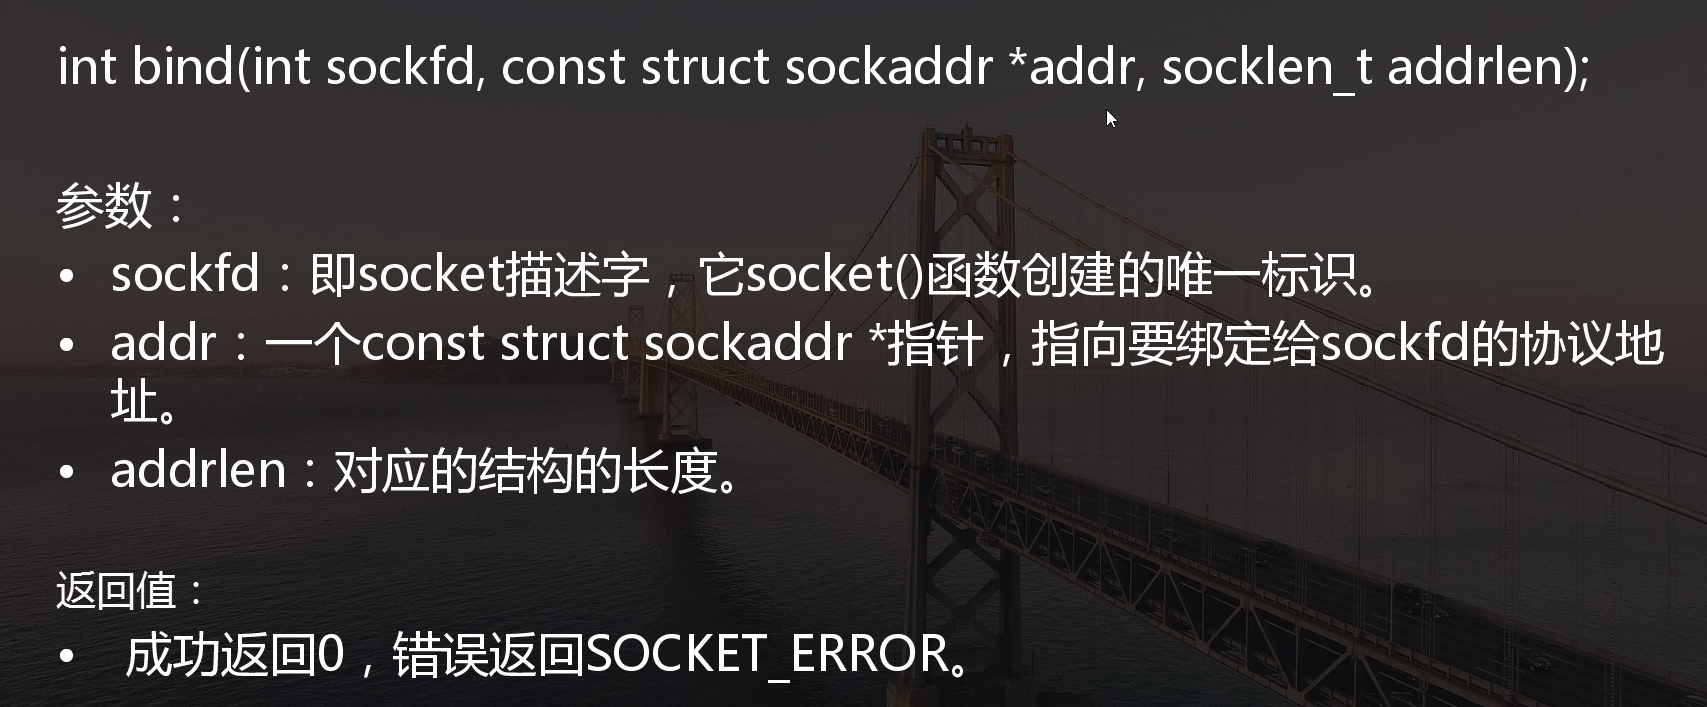 int bind(int sockfd, const struct sockaddr *addr, socklen_t addrlen);
参数：
• sockfd：即socket描述字，它socket()函数创建的唯一标识。
• addr：一个const struct sockaddr *指针，指向要绑定给sockfd的协议地
址。
• addrlen：对应的结构的长度。
返回值：
• 成功返回0，错误返回SOCKET_ERROR。